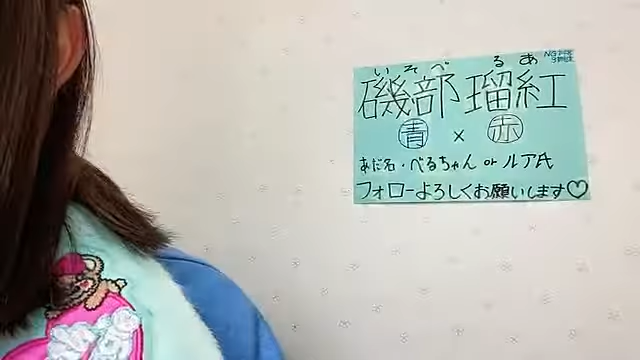 いそべ るあ
磯部 瑠紅
青 × 赤
あだ名・べるちゃん or ルア氏
フォローよろしくお願いします♡